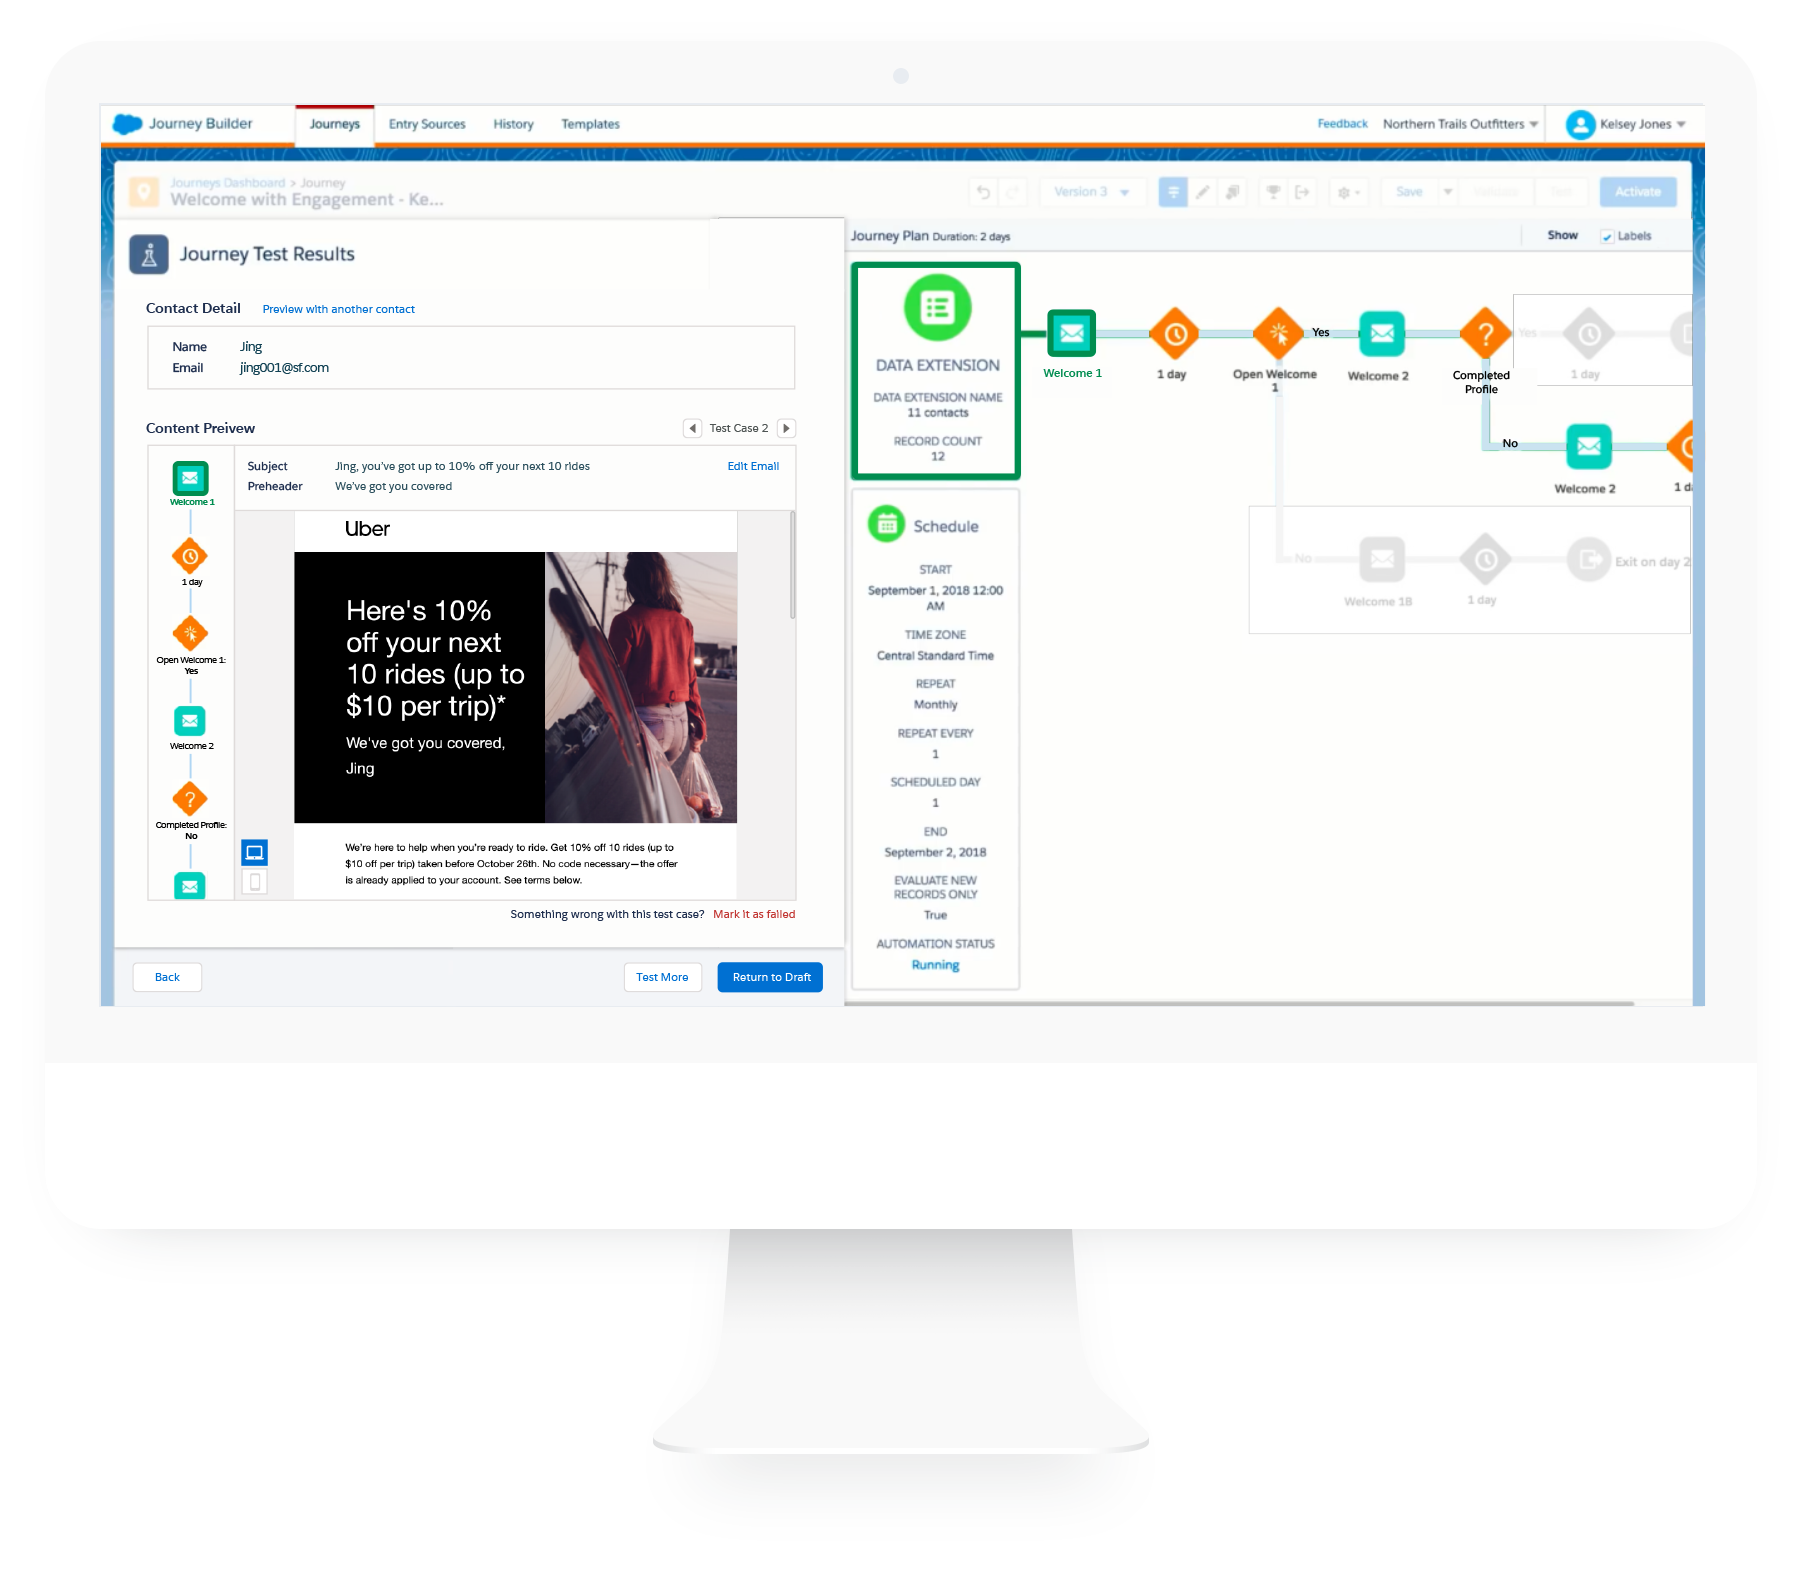 Journey Builder
Journeys
Entry Sources
History
Templates
Feedback
Northern Trails Outfitters
Kelsey Jones
Journeys Dashboard > Journey
Welcome with Engagement - Ke...
Version 3
Save
Activate
Journey Test Results
Contact Detail
Preview with another contact
Name Jing
Email jing001@sf.com
Content Preivew
Test Case 2
Welcome 1
1 day
Open Welcome 1:
Yes
Welcome 2
Completed Profile:
No
Subject Jing, you've got up to 10% off your next 10 rides
Edit Email
Preheader We've got you covered
Uber
Here's 10%
off your next
10 rides (up to
$10 per trip)*
We've got you covered,
Jing
We're here to help when you're ready to ride. Get 10% off 10 rides (up to
$10 off per trip) taken before October 26th. No code necessary—the offer
is already applied to your account. See terms below.
Something wrong with this test case? Mark it as failed
Back
Test More
Return to Draft
Journey Plan Duration: 2 days
Show
Labels
DATA EXTENSION
DATA EXTENSION NAME
11 contacts
RECORD COUNT
12
Schedule
START
September 1, 2018 12:00
AM
TIME ZONE
Central Standard Time
REPEAT
Monthly
REPEAT EVERY
1
SCHEDULED DAY
1
END
September 2, 2018
EVALUATE NEW
RECORDS ONLY
True
AUTOMATION STATUS
Running
Welcome 1
1 day
Open Welcome
1
Yes
Welcome 2
Completed
Profile
Yes
1 day
No
Welcome 2
1 d
No
Welcome 1B
1 day
Exit on day 2